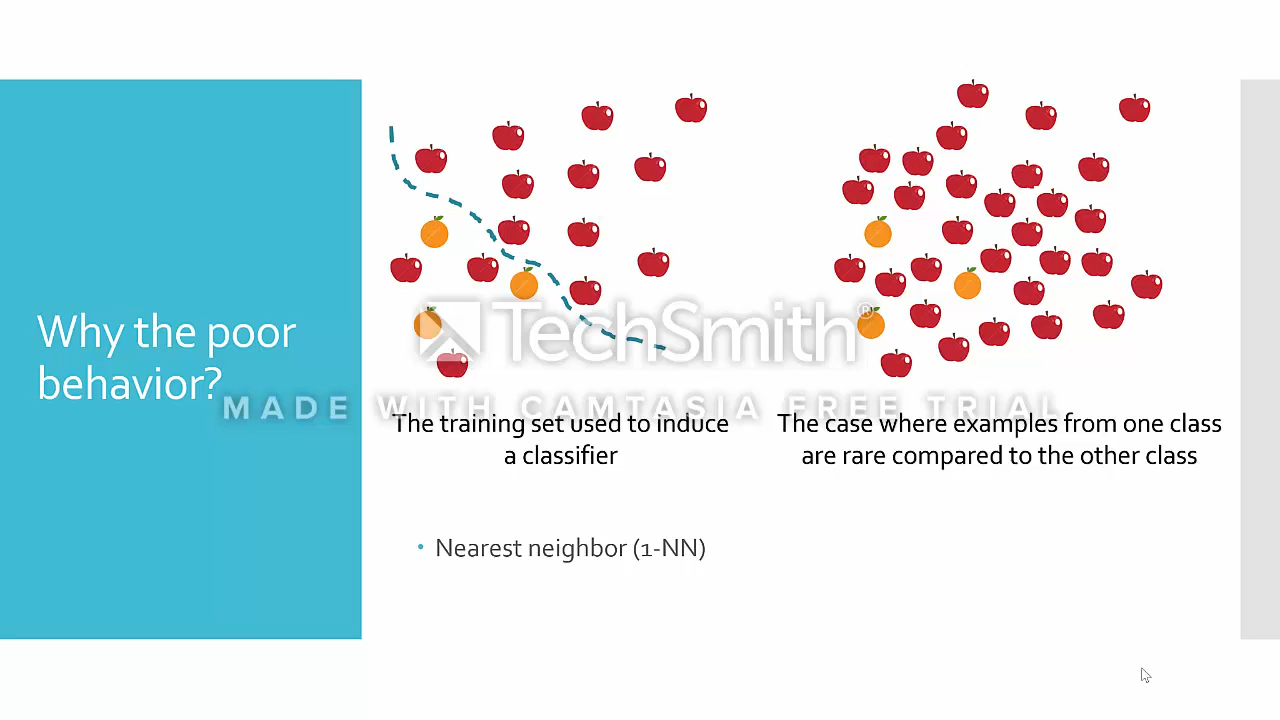 Why the poor
behavior?
TechSmith®
MADE WITH CAMTASIA FREE TRIAL
The training set used to induce
a classifier
The case where examples from one class
are rare compared to the other class
• Nearest neighbor (1-NN)